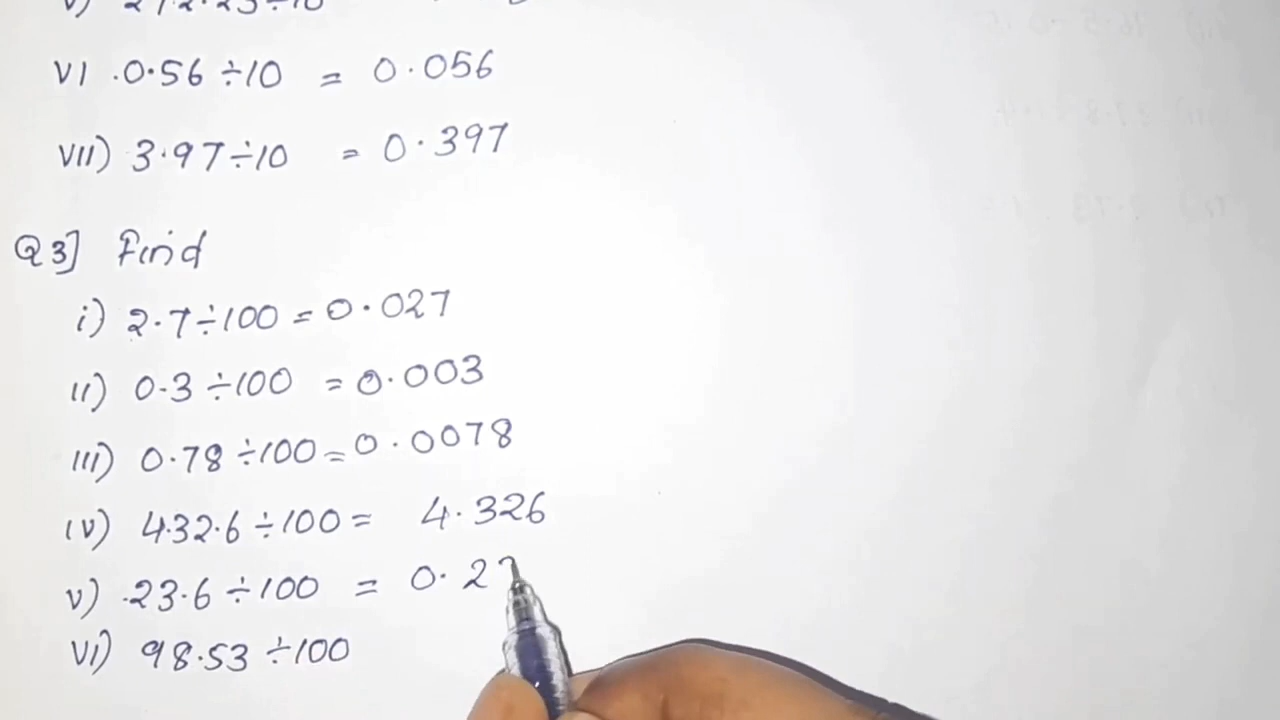 VI .0.56 ÷10 = 0.056
VII) 3.97÷10 = 0.397
Q3] Find
i) 2.7÷100 = 0.027
II) 0.3 ÷100 = 0.003
III) 0.78 ÷100 = 0.0078
IV) 4.32.6 ÷100 = 4.326
V) .23.6 ÷100 = 0.2
VI) 98.53 ÷100